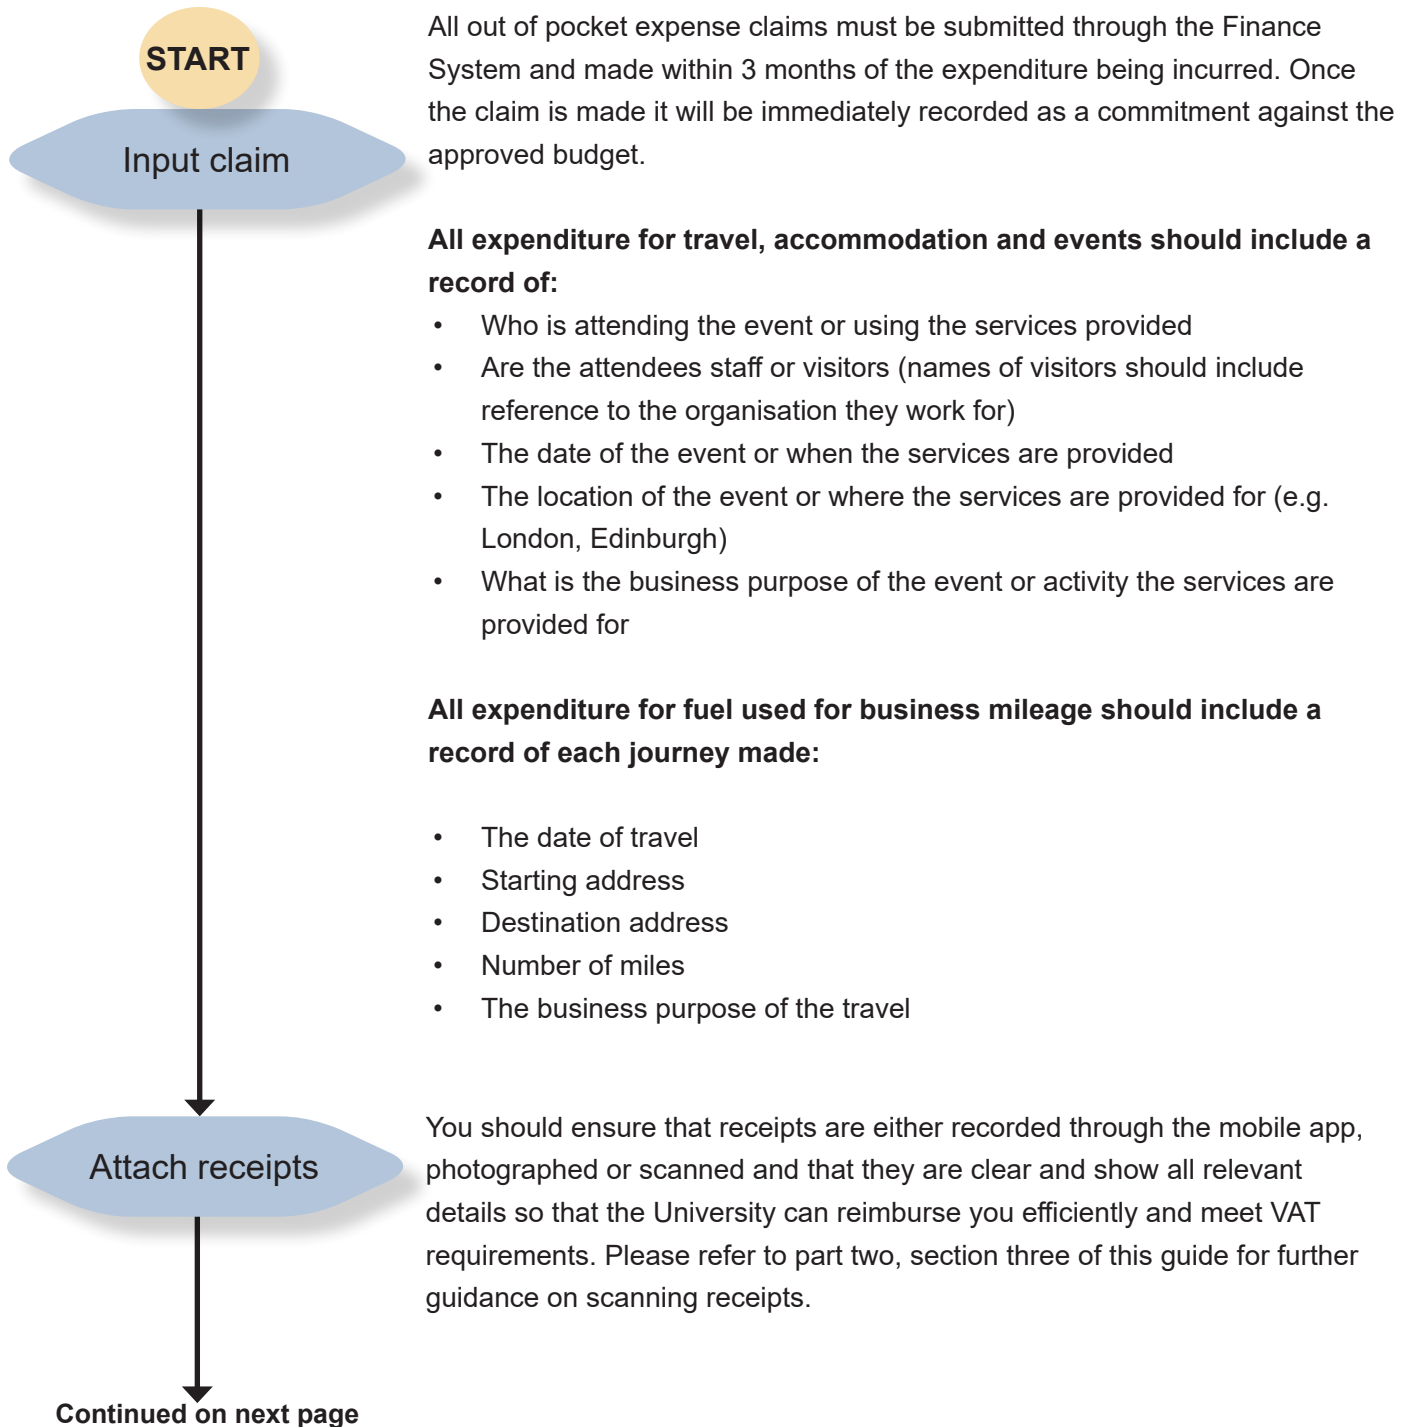 START
Input claim
All out of pocket expense claims must be submitted through the Finance
System and made within 3 months of the expenditure being incurred. Once
the claim is made it will be immediately recorded as a commitment against the
approved budget.
All expenditure for travel, accommodation and events should include a
record of:
• Who is attending the event or using the services provided
• Are the attendees staff or visitors (names of visitors should include
reference to the organisation they work for)
• The date of the event or when the services are provided
• The location of the event or where the services are provided for (e.g.
London, Edinburgh)
• What is the business purpose of the event or activity the services are
provided for
All expenditure for fuel used for business mileage should include a
record of each journey made:
• The date of travel
• Starting address
• Destination address
• Number of miles
• The business purpose of the travel
Attach receipts
You should ensure that receipts are either recorded through the mobile app,
photographed or scanned and that they are clear and show all relevant
details so that the University can reimburse you efficiently and meet VAT
requirements. Please refer to part two, section three of this guide for further
guidance on scanning receipts.
Continued on next page